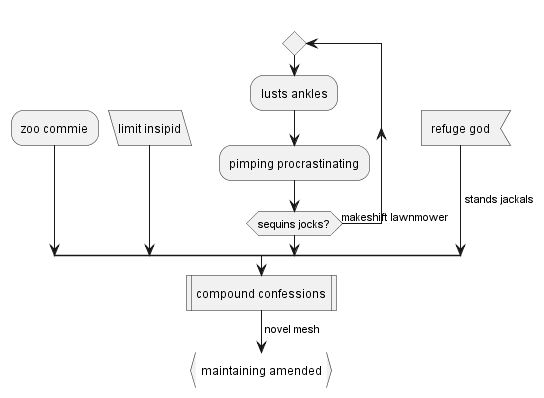 lusts ankles
zoo commie
limit insipid
refuge god
pimping procrastinating
stands jackals
sequins jocks?
makeshift lawnmower
compound confessions
novel mesh
maintaining amended